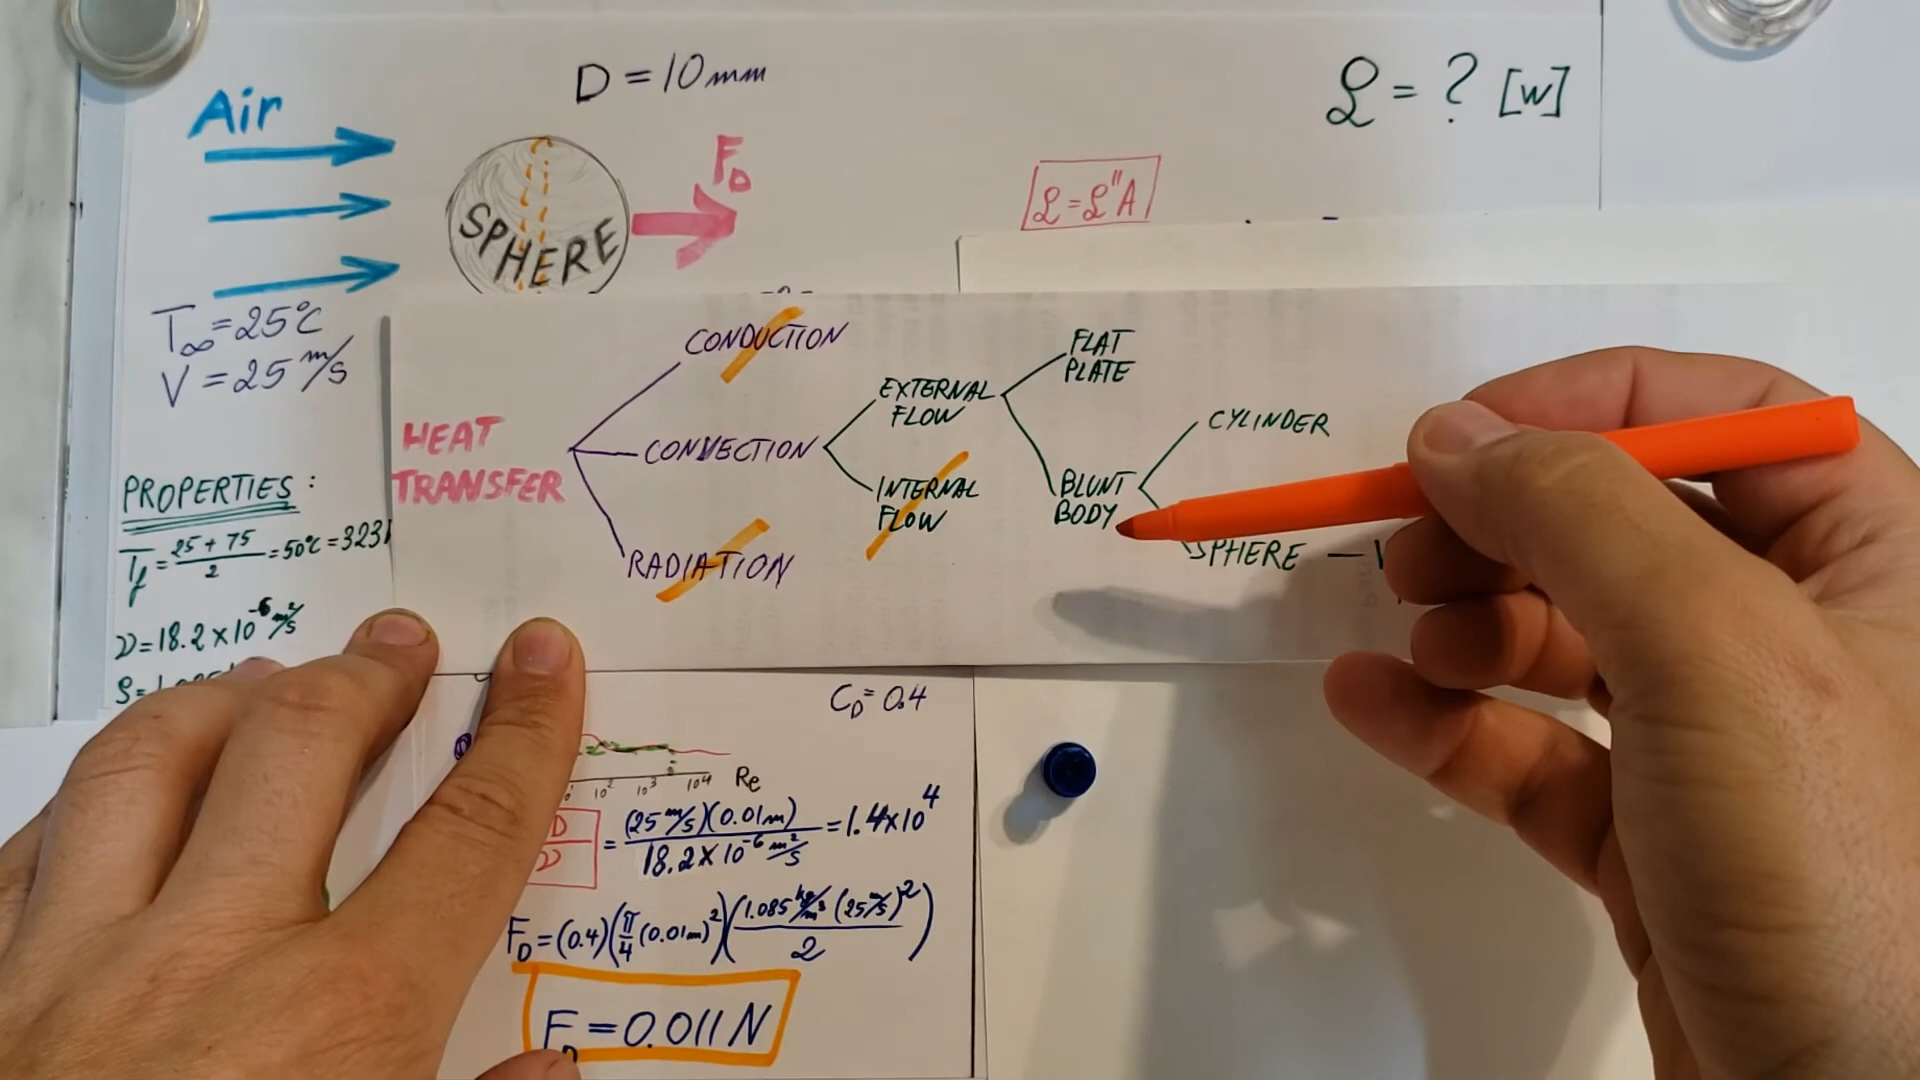 D = 10mm
Air
F_D
SPHERE
T∞ = 25°C
V = 25 m/s
PROPERTIES :
T_f = (25 + 75)/2 = 50°C = 323
ν = 18.2 × 10^-6 m²/s
q = ? [W]
q = q"A
HEAT TRANSFER
CONDUCTION
CONVECTION
RADIATION
EXTERNAL FLOW
INTERNAL FLOW
FLAT PLATE
BLUNT BODY
CYLINDER
SPHERE
C_D = 0.4
10² 10³ 10⁴ Re
D/ν = (25 m/s)(0.01m)/(18.2 × 10^-6 m²/s) = 1.4×10^4
F_D = (0.4)(π/4 (0.01m)²)(1.085 kg/m³ (25 m/s)²/2)
F_D = 0.011 N